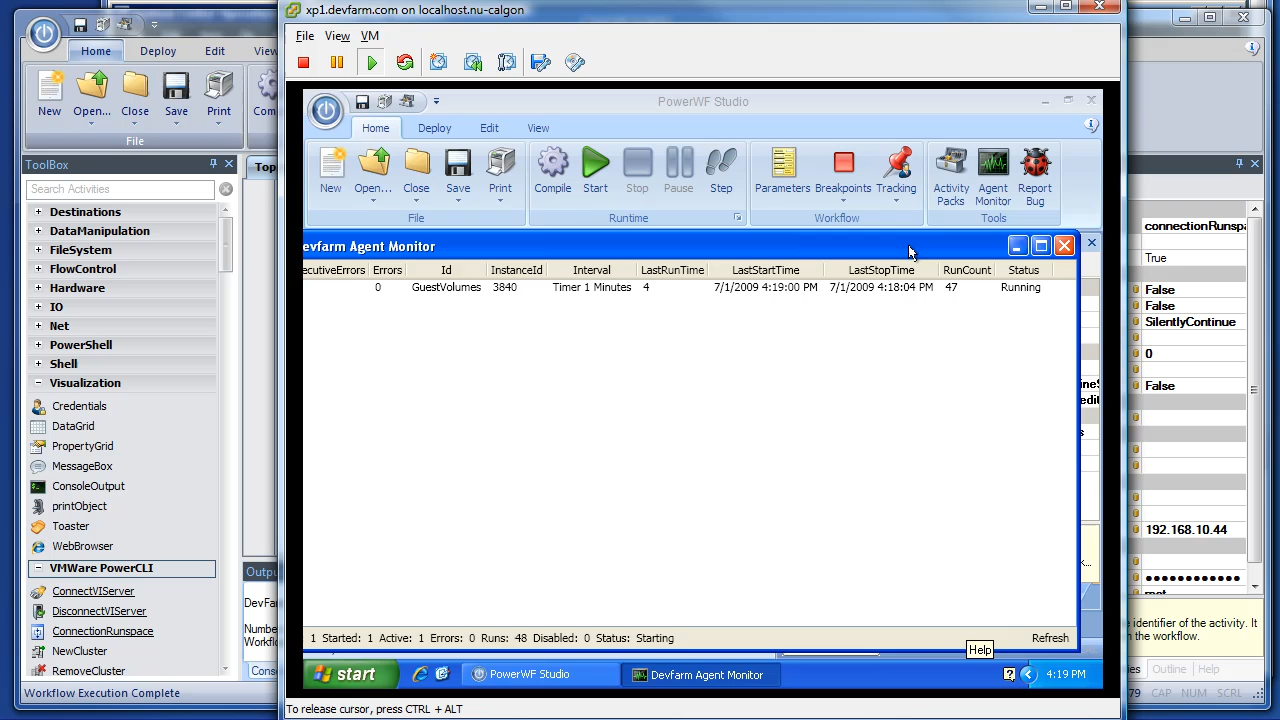 xp1.devfarm.com on localhost.nu-calgon
File View VM
Home Deploy Edit
New Open... Close Save Print
File
ToolBox
Search Activities
Destinations
DataManipulation
FileSystem
FlowControl
Hardware
IO
Net
PowerShell
Shell
Visualization
Credentials
DataGrid
PropertyGrid
MessageBox
ConsoleOutput
printObject
Toaster
WebBrowser
VMWare PowerCLI
ConnectVIServer
DisconnectVIServer
ConnectionRunspace
NewCluster
RemoveCluster
Workflow Execution Complete
PowerWF Studio
Home Deploy Edit View
New Open... Close Save Print Compile Start Stop Pause Step Parameters Breakpoints Tracking Activity Packs Agent Monitor Report Bug
File Runtime Workflow Tools
evfarm Agent Monitor
ecutiveErrors Errors Id InstanceId Interval LastRunTime LastStartTime LastStopTime RunCount Status
0 GuestVolumes 3840 Timer 1 Minutes 4 7/1/2009 4:19:00 PM 7/1/2009 4:18:04 PM 47 Running
1 Started: 1 Active: 1 Errors: 0 Runs: 48 Disabled: 0 Status: Starting Refresh
Help
start PowerWF Studio Devfarm Agent Monitor 4:19 PM
To release cursor, press CTRL + ALT
True
False
False
SilentlyContinue
0
False
192.168.10.44
he identifier of the activity. It
n the workflow.
Outline Help
79 CAP NUM SCRL